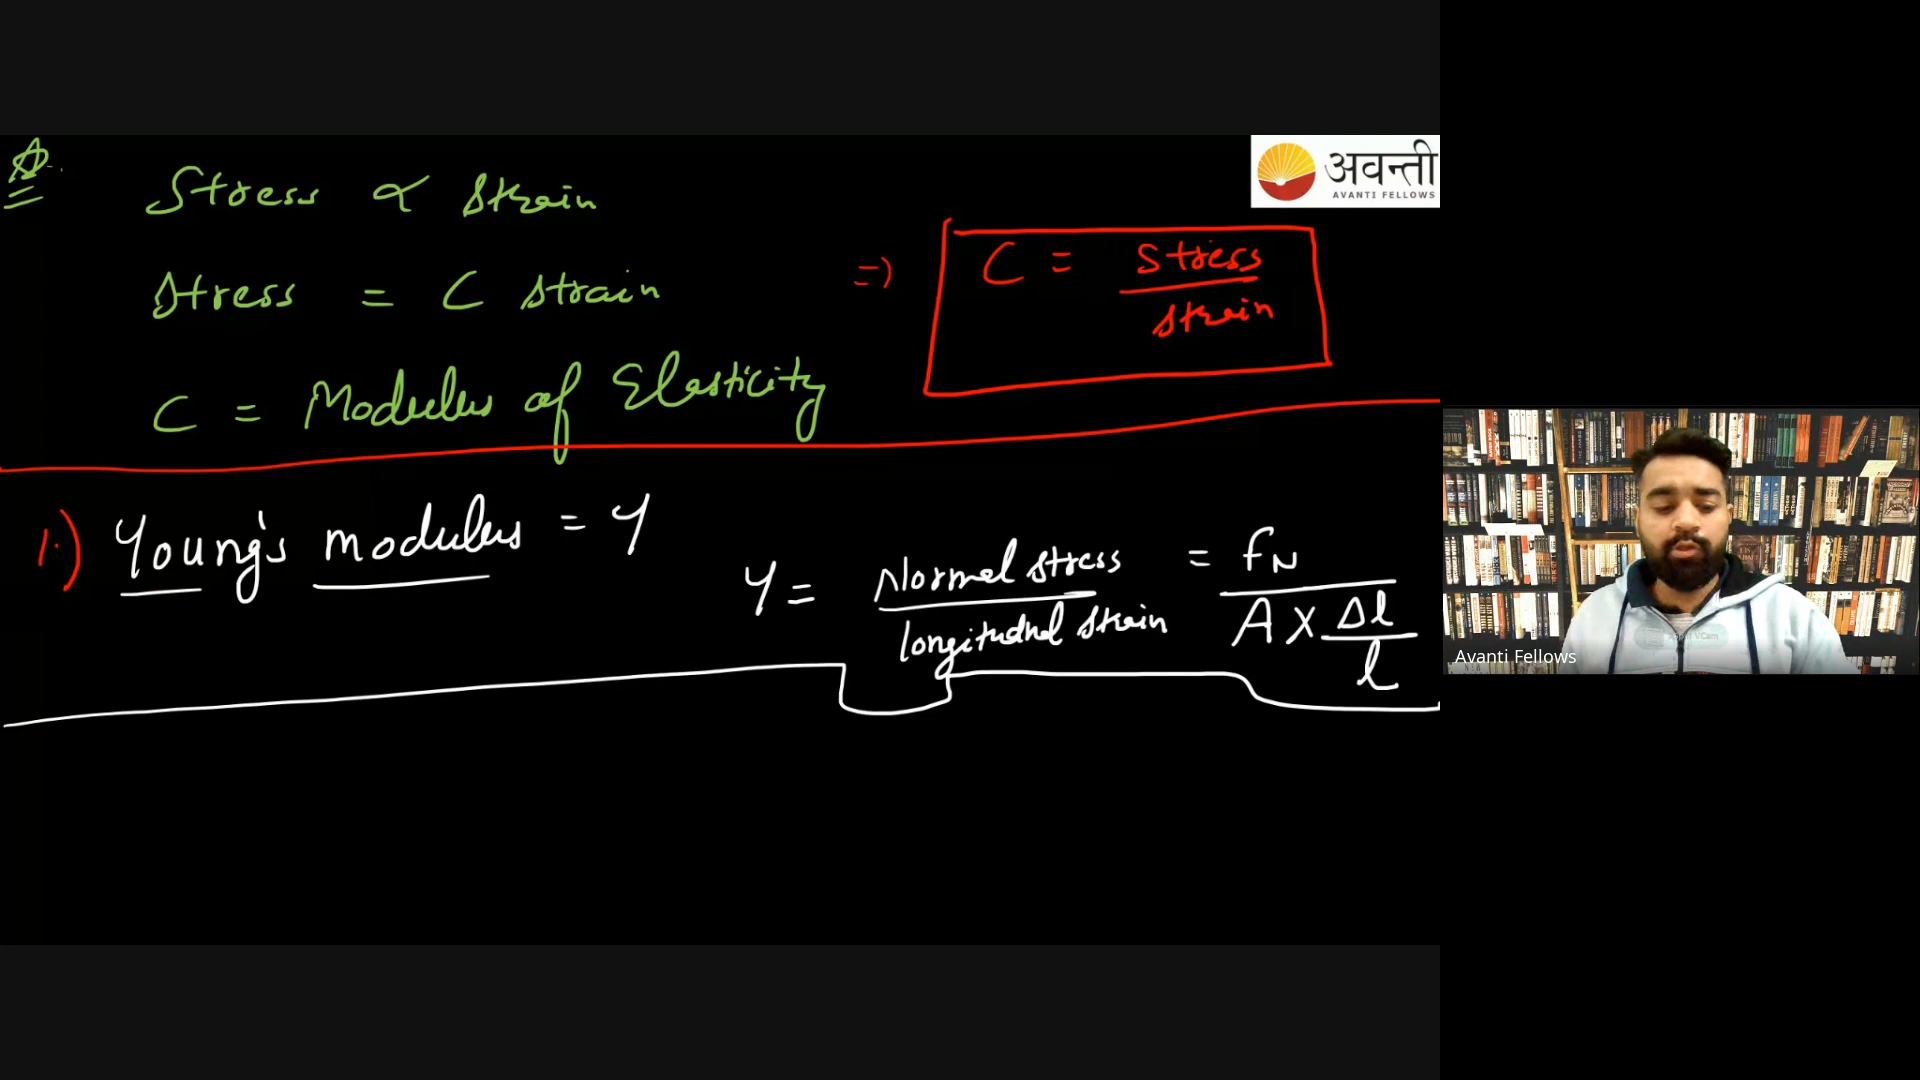 Stress ∝ Strain
Stress = C Strain
C = Modulus of Elasticity
=> C = Stress / Strain
अवन्ती
AVANTI FELLOWS
1.) Young's modulus = Y
Y = Normal stress / longitudnal strain = FN / A X Δl / l
Avanti Fellows